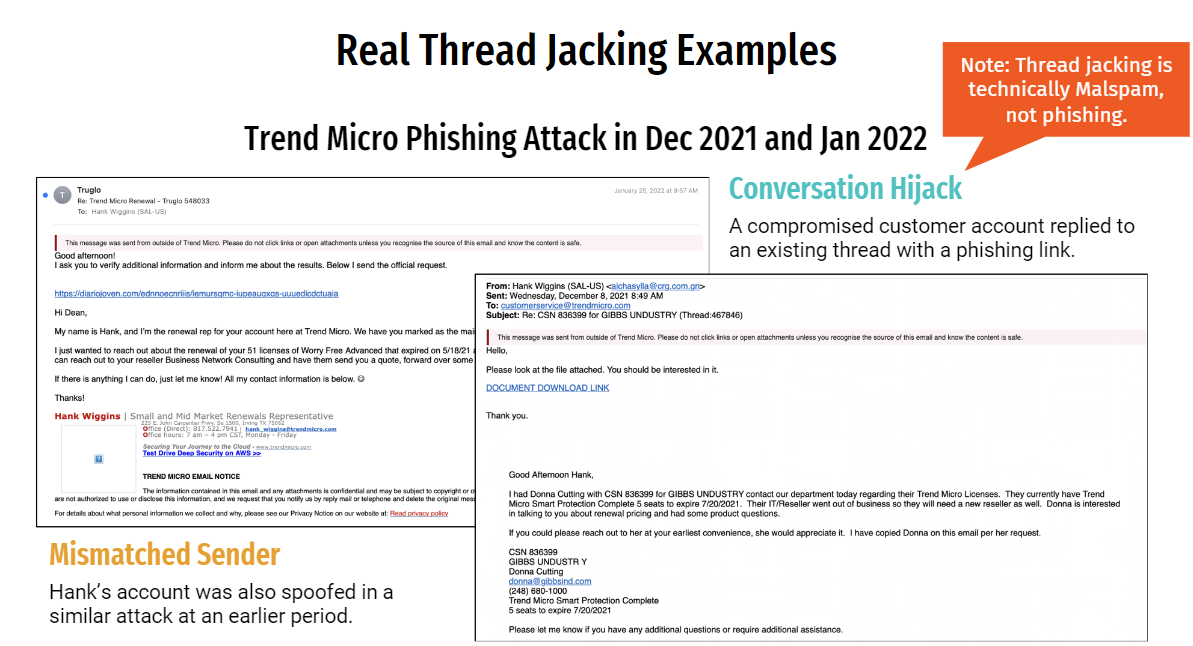 Real Thread Jacking Examples
Note: Thread jacking is
technically Malspam,
not phishing.
Trend Micro Phishing Attack in Dec 2021 and Jan 2022
Conversation Hijack
A compromised customer account replied to
an existing thread with a phishing link.
T
Truglo
January 25, 2022 at 9:57 AM
Re: Trend Micro Renewal - Truglo 548033
To: Hank Wiggins (SAL-US)
This message was sent from outside of Trend Micro. Please do not click links or open attachments unless you recognise the source of this email and know the content is safe.
Good afternoon!
I ask you to verify additional information and inform me about the results. Below I send the official request.
https://diariojoven.com/ednnoecnriiis/iemursqmc-iupeauqxqs-uuuedicdctuaia
Hi Dean,
My name is Hank, and I'm the renewal rep for your account here at Trend Micro. We have you marked as the mai
I just wanted to reach out about the renewal of your 51 licenses of Worry Free Advanced that expired on 5/18/21
can reach out to your reseller Business Network Consulting and have them send you a quote, forward over some
If there is anything I can do, just let me know! All my contact information is below. ☺
Thanks!
Hank Wiggins | Small and Mid Market Renewals Representative
225 E. John Carpenter Frwy. Se 1500, Irving TX 75062
Office (Direct): 817.522.7941 | hank_wiggins@trendmicro.com
Office hours: 7 am – 4 pm CST, Monday - Friday
Securing Your Journey to the Cloud - www.trendmicro.com
Test Drive Deep Security on AWS >>
?
TREND MICRO EMAIL NOTICE
The information contained in this email and any attachments is confidential and may be subject to copyright or o
are not authorized to use or disclose this information, and we request that you notify us by reply mail or telephone and delete the original mes
For details about what personal information we collect and why, please see our Privacy Notice on our website at: Read privacy policy
From: Hank Wiggins (SAL-US) <aichasylla@crg.com.gn>
Sent: Wednesday, December 8, 2021 8:49 AM
To: customerservice@trendmicro.com
Subject: Re: CSN 836399 for GIBBS UNDUSTRY (Thread:467846)
This message was sent from outside of Trend Micro. Please do not click links or open attachments unless you recognise the source of this email and know the content is safe.
Hello,
Please look at the file attached. You should be interested in it.
DOCUMENT DOWNLOAD LINK
Thank you.
Good Afternoon Hank,
I had Donna Cutting with CSN 836399 for GIBBS UNDUSTRY contact our department today regarding their Trend Micro Licenses. They currently have Trend
Micro Smart Protection Complete 5 seats to expire 7/20/2021. Their IT/Reseller went out of business so they will need a new reseller as well. Donna is interested
in talking to you about renewal pricing and had some product questions.
If you could please reach out to her at your earliest convenience, she would appreciate it. I have copied Donna on this email per her request.
CSN 836399
GIBBS UNDUSTR Y
Donna Cutting
donna@gibbsind.com
(248) 680-1000
Trend Micro Smart Protection Complete
5 seats to expire 7/20/2021
Please let me know if you have any additional questions or require additional assistance.
Mismatched Sender
Hank's account was also spoofed in a
similar attack at an earlier period.